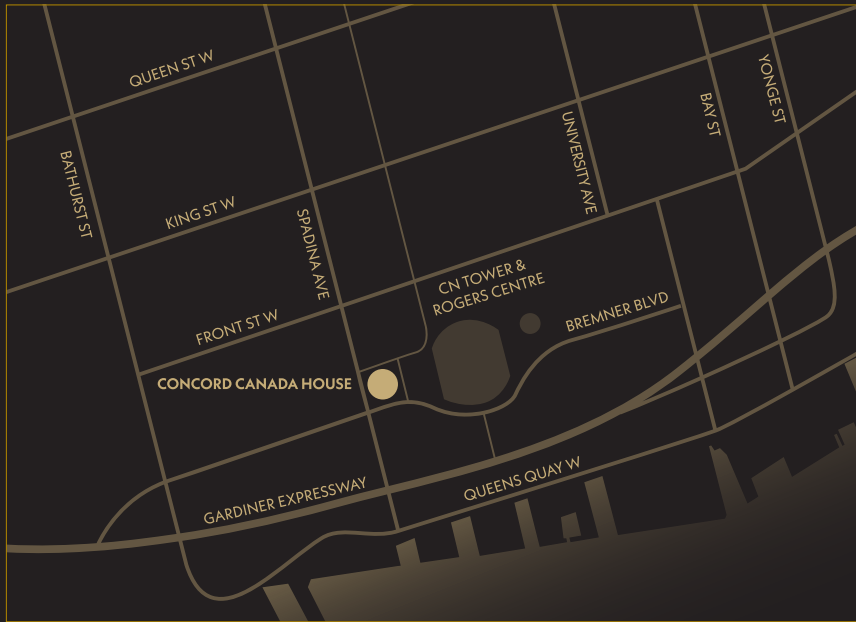 QUEEN ST W
YONGE ST
BAY ST
UNIVERSITY AVE
BATHURST ST
KING ST W
SPADINA AVE
CN TOWER &
ROGERS CENTRE
FRONT ST W
BREMNER BLVD
CONCORD CANADA HOUSE
GARDINER EXPRESSWAY
QUEENS QUAY W